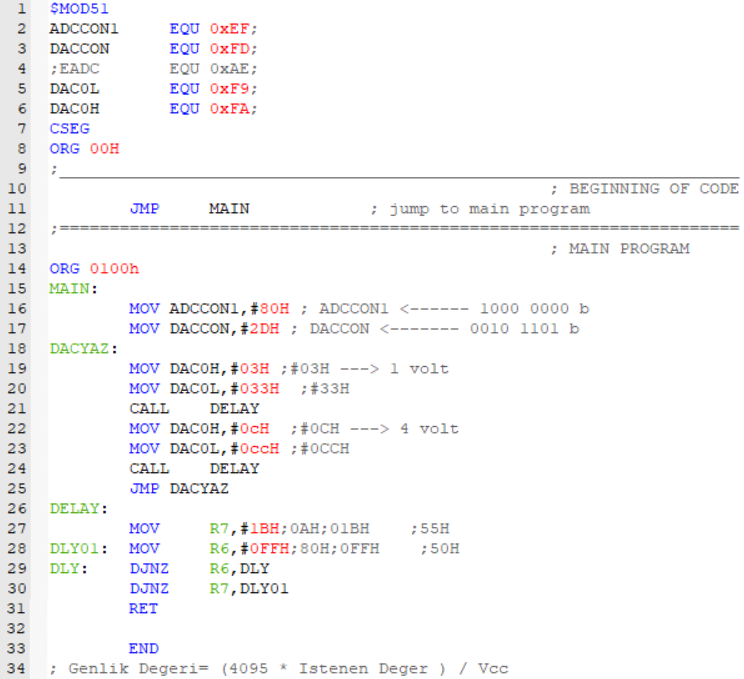 1 $MOD51
2 ADCCON1 EQU 0xEF;
3 DACCON EQU 0xFD;
4 ;EADC EQU 0xAE;
5 DAC0L EQU 0xF9;
6 DAC0H EQU 0xFA;
7 CSEG
8 ORG 00H
9 ;____________________________________________________________________
10 ; BEGINNING OF CODE
11 JMP MAIN ; jump to main program
12 ;====================================================================
13 ; MAIN PROGRAM
14 ORG 0100h
15 MAIN:
16 MOV ADCCON1,#80H ; ADCCON1 <------ 1000 0000 b
17 MOV DACCON,#2DH ; DACCON <------- 0010 1101 b
18 DACYAZ:
19 MOV DAC0H,#03H ;#03H ---> 1 volt
20 MOV DAC0L,#033H ;#33H
21 CALL DELAY
22 MOV DAC0H,#0cH ;#0CH ---> 4 volt
23 MOV DAC0L,#0ccH ;#0CCH
24 CALL DELAY
25 JMP DACYAZ
26 DELAY:
27 MOV R7,#1BH;0AH;01BH ;55H
28 DLY01: MOV R6,#0FFH;80H;0FFH ;50H
29 DLY: DJNZ R6,DLY
30 DJNZ R7,DLY01
31 RET
32
33 END
34 ; Genlik Degeri= (4095 * Istenen Deger ) / Vcc